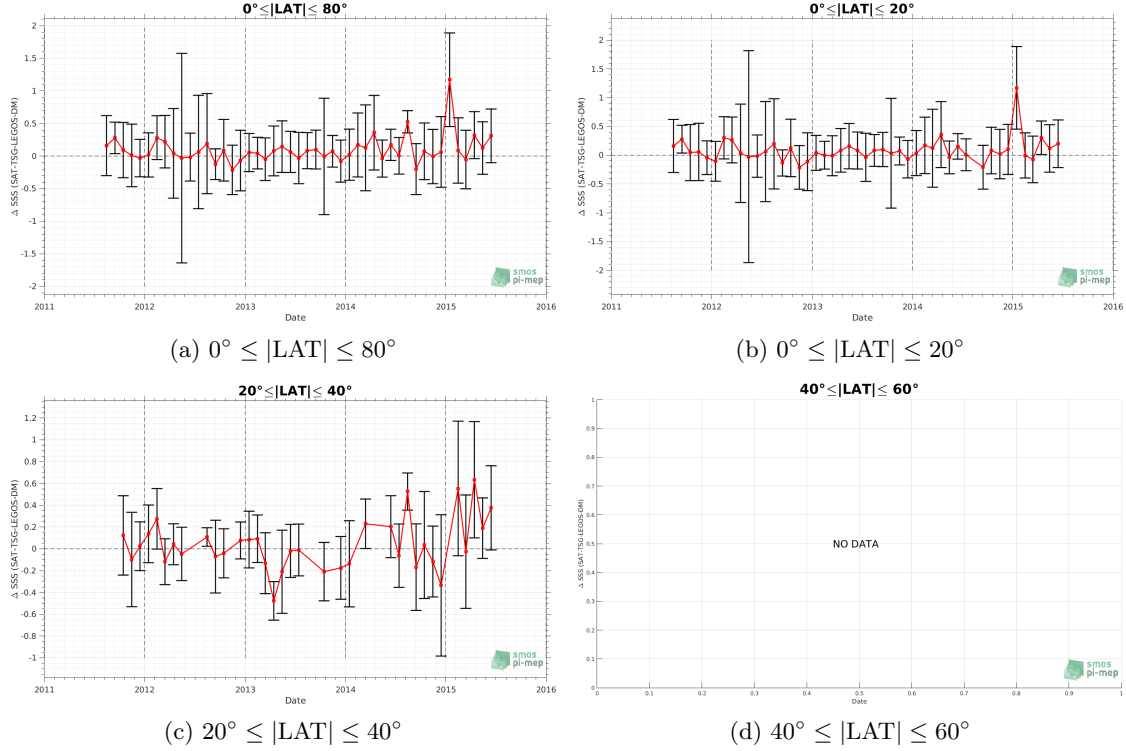 0°≤|LAT|≤ 80°
Δ SSS (SAT-TSG-LEGOS-DM)
2
1.5
1
0.5
0
-0.5
-1
-1.5
-2
2011
2012
2013
2014
2015
2016
Date
smos
pi-mep
(a) 0° ≤ |LAT| ≤ 80°
0°≤|LAT|≤ 20°
Δ SSS (SAT-TSG-LEGOS-DM)
2
1.5
1
0.5
0
-0.5
-1
-1.5
-2
2011
2012
2013
2014
2015
2016
Date
smos
pi-mep
(b) 0° ≤ |LAT| ≤ 20°
20°≤|LAT|≤ 40°
Δ SSS (SAT-TSG-LEGOS-DM)
1.2
1
0.8
0.6
0.4
0.2
0
-0.2
-0.4
-0.6
-0.8
-1
2011
2012
2013
2014
2015
2016
Date
smos
pi-mep
(c) 20° ≤ |LAT| ≤ 40°
40°≤|LAT|≤ 60°
Δ SSS (SAT-TSG-LEGOS-DM)
1
0.9
0.8
0.7
0.6
0.5
0.4
0.3
0.2
0.1
0
NO DATA
0
0.1
0.2
0.3
0.4
0.5
0.6
0.7
0.8
0.9
1
Date
smos
pi-mep
(d) 40° ≤ |LAT| ≤ 60°